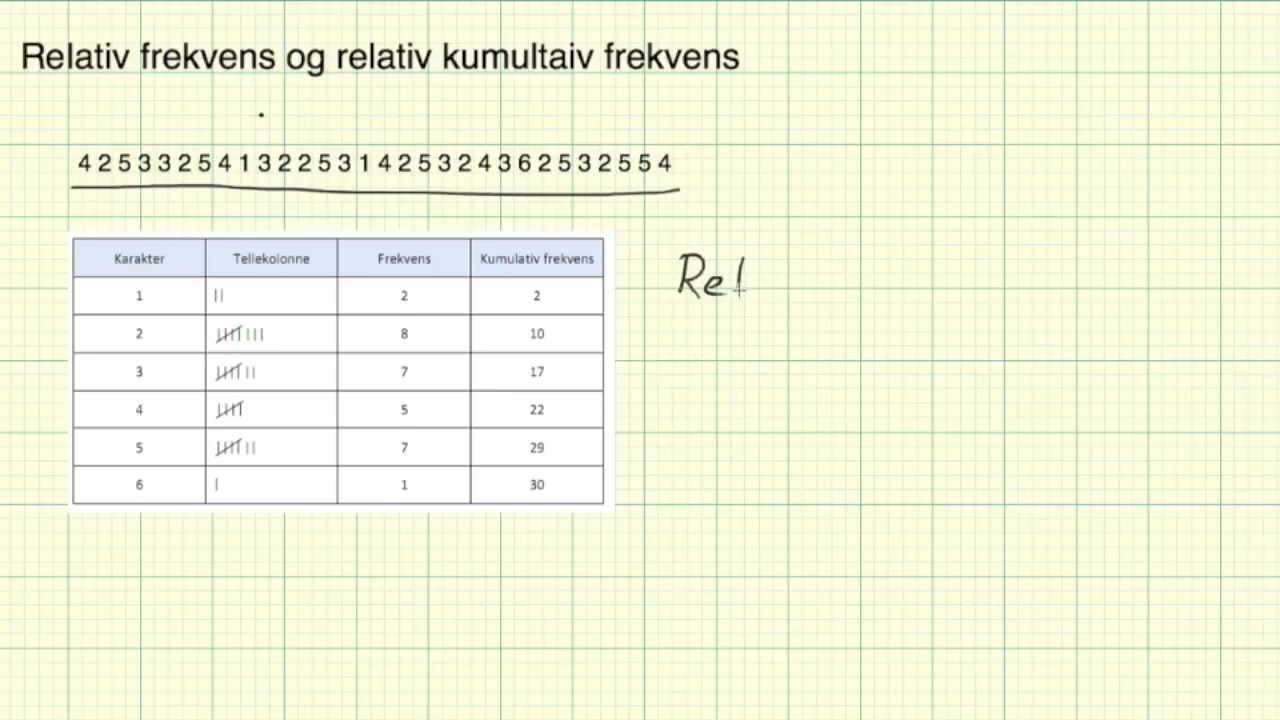 Relativ frekvens og relativ kumultaiv frekvens
4 2 5 3 3 2 5 4 1 3 2 2 5 3 1 4 2 5 3 2 4 3 6 2 5 3 2 5 5 4
Karakter Tellekolonne Frekvens Kumulativ frekvens
1 || 2 2
2 |||| ||| 8 10
3 |||| || 7 17
4 |||| 5 22
5 |||| || 7 29
6 | 1 30
Rel